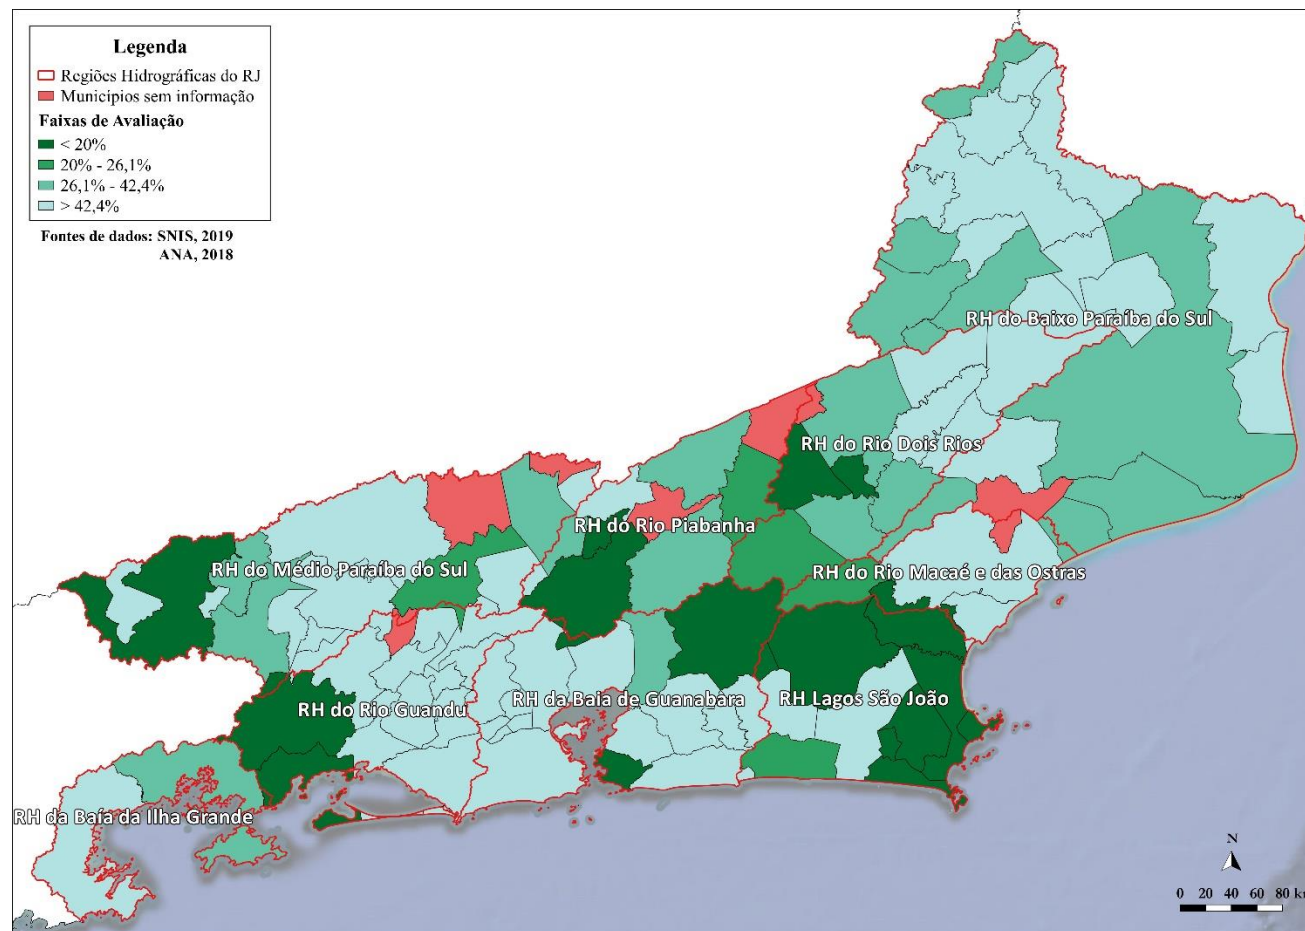 Legenda
Regiões Hidrográficas do RJ
Municípios sem informação
Faixas de Avaliação
< 20%
20% - 26,1%
26,1% - 42,4%
> 42,4%
Fontes de dados: SNIS, 2019
ANA, 2018
RH do Baixo Paraíba do Sul
RH do Rio Dois Rios
RH do Rio Piabanha
RH do Médio Paraíba do Sul
RH do Rio Macaé e das Ostras
RH da Baia de Guanabara
RH Lagos São João
RH do Rio Guandu
RH da Baía da Ilha Grande
N
0 20 40 60 80 k